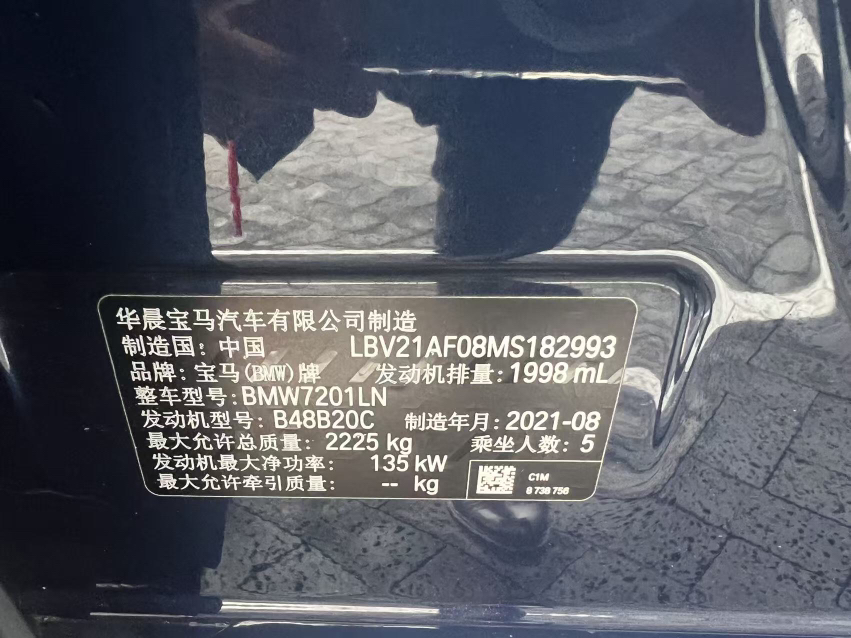 华晨宝马汽车有限公司制造
制造国: 中国 LBV21AF08MS182993
品牌: 宝马(BMW)牌 发动机排量: 1998 mL
整车型号: BMW7201LN
发动机型号: B48B20C 制造年月: 2021-08
最大允许总质量: 2225 kg 乘坐人数: 5
发动机最大净功率: 135 kW
最大允许牵引质量: -- kg
C1M
8 738 756